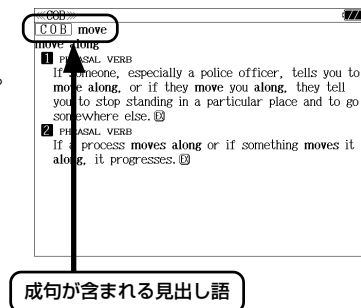 COB
COB move
move along
1 PHRASAL VERB
If someone, especially a police officer, tells you to
move along, or if they move you along, they tell
you to stop standing in a particular place and to go
somewhere else. EX
2 PHRASAL VERB
If a process moves along or if something moves it
along, it progresses. EX
成句が含まれる見出し語